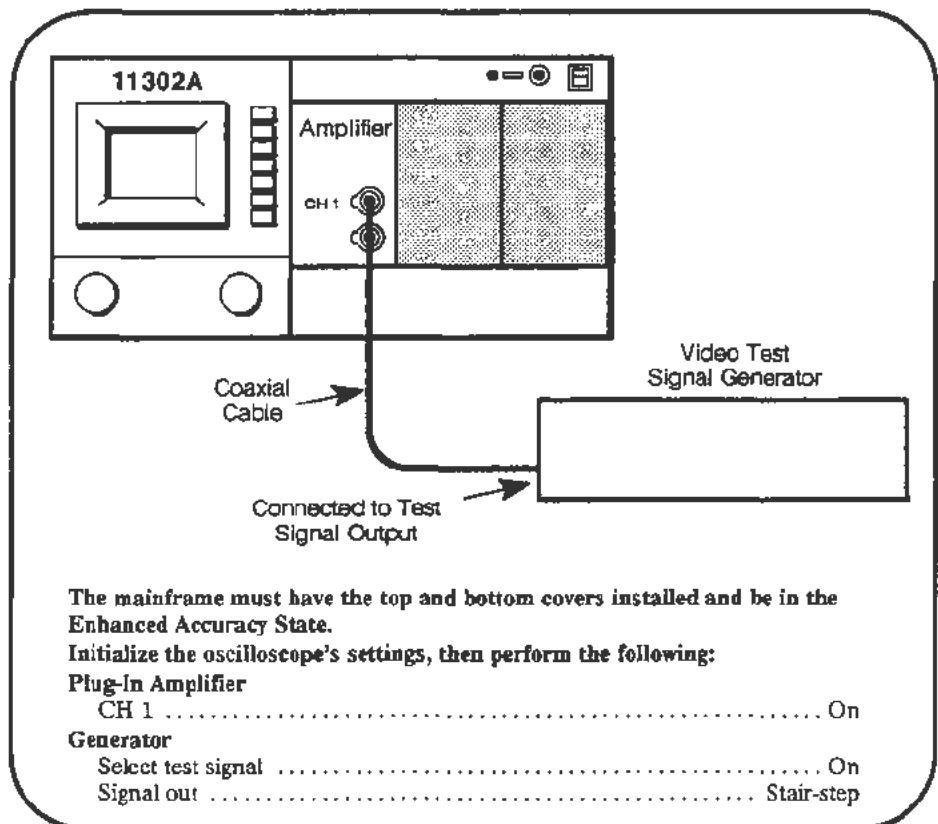 11302A
Amplifier
CH 1
Video Test
Signal Generator
Coaxial
Cable
Connected to Test
Signal Output
The mainframe must have the top and bottom covers installed and be in the
Enhanced Accuracy State.
Initialize the oscilloscope's settings, then perform the following:
Plug-In Amplifier
CH 1 ........................................................ On
Generator
Select test signal ............................................. On
Signal out .............................................. Stair-step